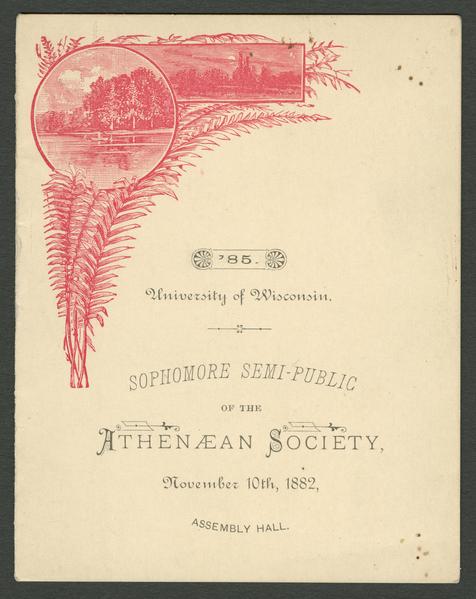 '85.
University of Wisconsin.
SOPHOMORE SEMI-PUBLIC
OF THE
ATHENÆAN SOCIETY,
November 10th, 1882,
ASSEMBLY HALL.